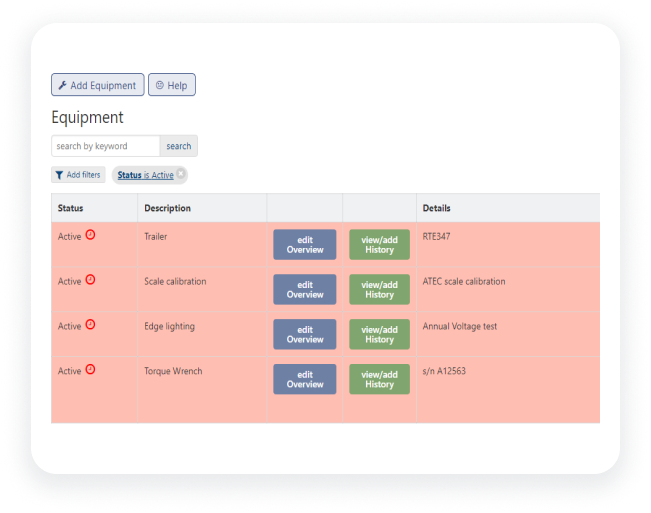 Add Equipment Help
Equipment
search by keyword search
Add filters Status is Active
Status Description Details
Active Trailer edit Overview view/add History RTE347
Active Scale calibration edit Overview view/add History ATEC scale calibration
Active Edge lighting edit Overview view/add History Annual Voltage test
Active Torque Wrench edit Overview view/add History s/n A12563